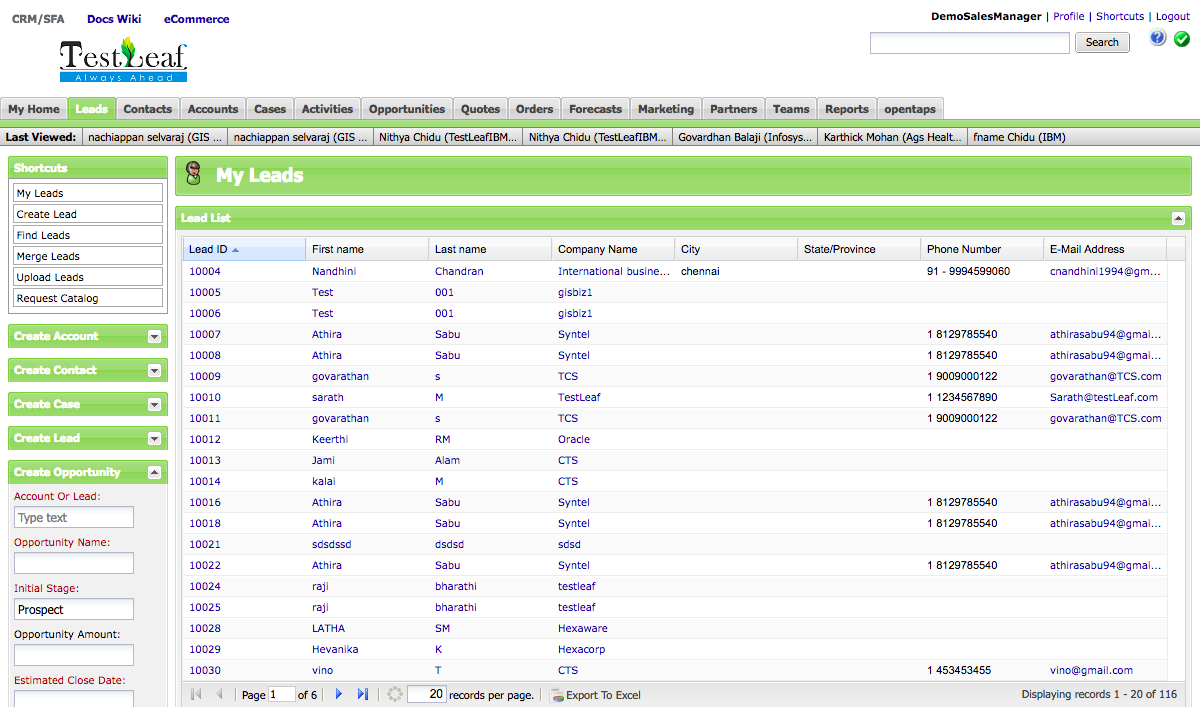 CRM/SFA Docs Wiki eCommerce
DemoSalesManager | Profile | Shortcuts | Logout
TestLeaf
Always Ahead
Search
My Home Leads Contacts Accounts Cases Activities Opportunities Quotes Orders Forecasts Marketing Partners Teams Reports opentaps
Last Viewed: nachiappan selvaraj (GIS ... nachiappan selvaraj (GIS ... Nithya Chidu (TestLeafIBM... Nithya Chidu (TestLeafIBM... Govardhan Balaji (Infosys... Karthick Mohan (Ags Healt... fname Chidu (IBM)
Shortcuts
My Leads
Create Lead
Find Leads
Merge Leads
Upload Leads
Request Catalog
Create Account
Create Contact
Create Case
Create Lead
Create Opportunity
Account Or Lead:
Type text
Opportunity Name:
Initial Stage:
Prospect
Opportunity Amount:
Estimated Close Date:
My Leads
Lead List
Lead ID First name Last name Company Name City State/Province Phone Number E-Mail Address
10004 Nandhini Chandran International busine... chennai 91 - 9994599060 cnandhini1994@gm...
10005 Test 001 gisbiz1
10006 Test 001 gisbiz1
10007 Athira Sabu Syntel 1 8129785540 athirasabu94@gmai...
10008 Athira Sabu Syntel 1 8129785540 athirasabu94@gmai...
10009 govarathan s TCS 1 9009000122 govarathan@TCS.com
10010 sarath M TestLeaf 1 1234567890 Sarath@testLeaf.com
10011 govarathan s TCS 1 9009000122 govarathan@TCS.com
10012 Keerthi RM Oracle
10013 Jami Alam CTS
10014 kalai M CTS
10016 Athira Sabu Syntel 1 8129785540 athirasabu94@gmai...
10018 Athira Sabu Syntel 1 8129785540 athirasabu94@gmai...
10021 sdsdssd dsdsd sdsd
10022 Athira Sabu Syntel 1 8129785540 athirasabu94@gmai...
10024 raji bharathi testleaf
10025 raji bharathi testleaf
10028 LATHA SM Hexaware
10029 Hevanika K Hexacorp
10030 vino T CTS 1 453453455 vino@gmail.com
Page 1 of 6 20 records per page. Export To Excel Displaying records 1 - 20 of 116